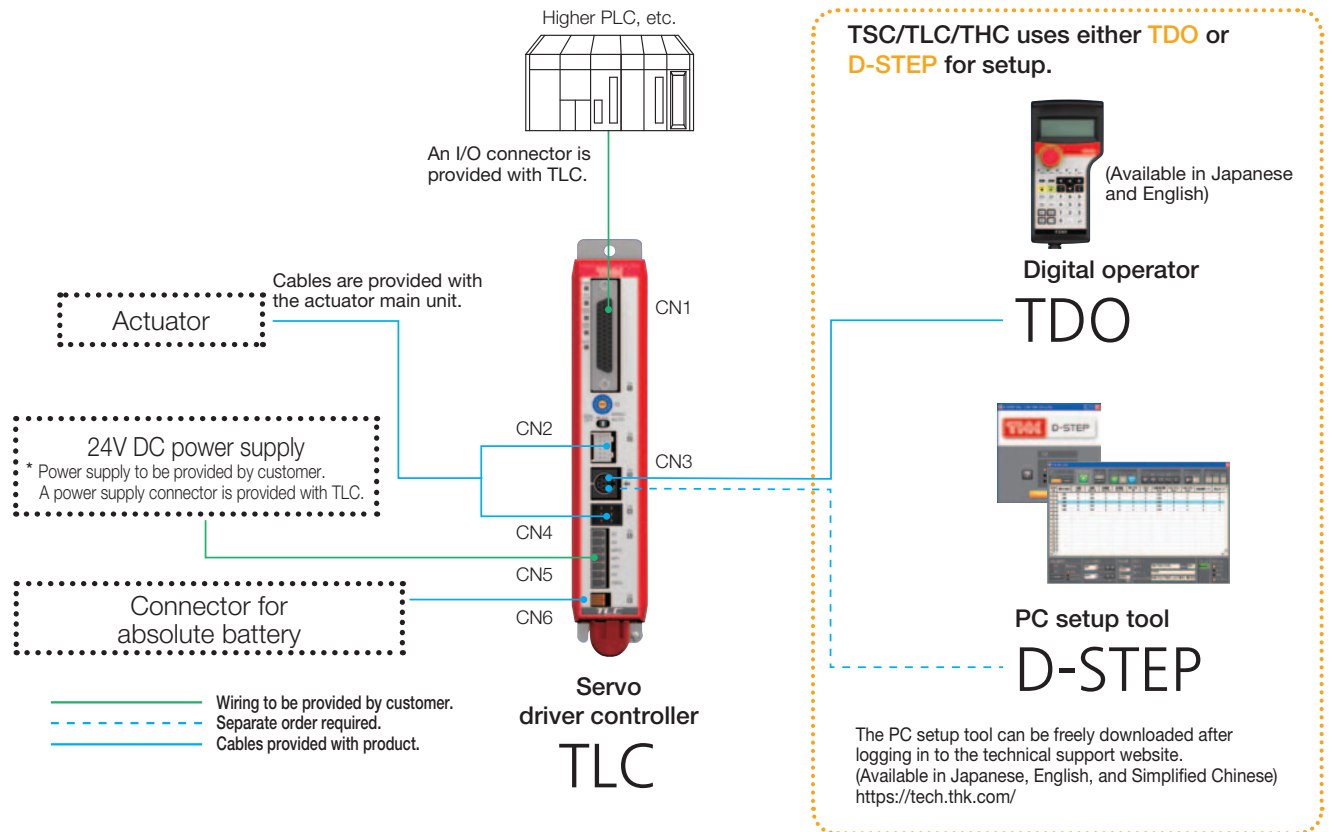 Higher PLC, etc.
An I/O connector is
provided with TLC.
Cables are provided with
the actuator main unit.
Actuator
24V DC power supply
* Power supply to be provided by customer.
A power supply connector is provided with TLC.
Connector for
absolute battery
CN1
CN2
CN3
CN4
CN5
CN6
THK
TLC
Servo
driver controller
TLC
Wiring to be provided by customer.
Separate order required.
Cables provided with product.
TSC/TLC/THC uses either TDO or
D-STEP for setup.
(Available in Japanese
and English)
Digital operator
TDO
THK D-STEP
PC setup tool
D-STEP
The PC setup tool can be freely downloaded after
logging in to the technical support website.
(Available in Japanese, English, and Simplified Chinese)
https://tech.thk.com/